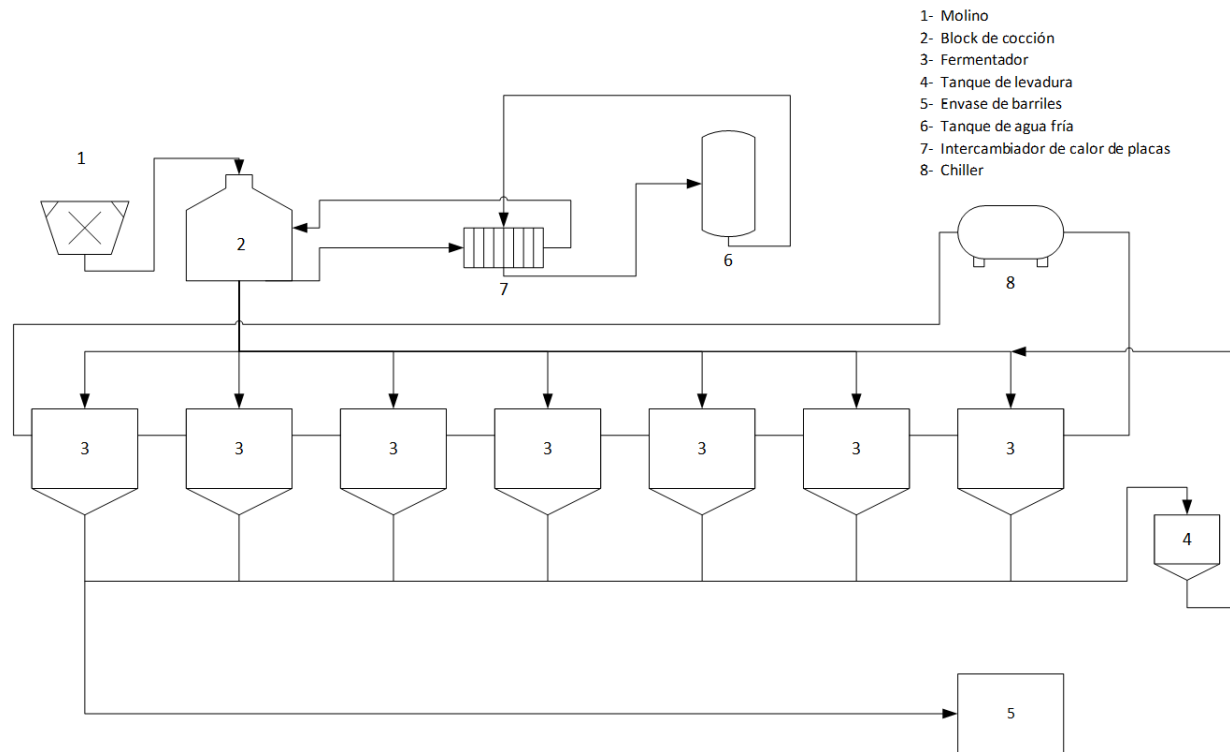 1- Molino
2- Block de cocción
3- Fermentador
4- Tanque de levadura
5- Envase de barriles
6- Tanque de agua fría
7- Intercambiador de calor de placas
8- Chiller
1
2
7
6
8
3 3 3 3 3 3 3
4
5